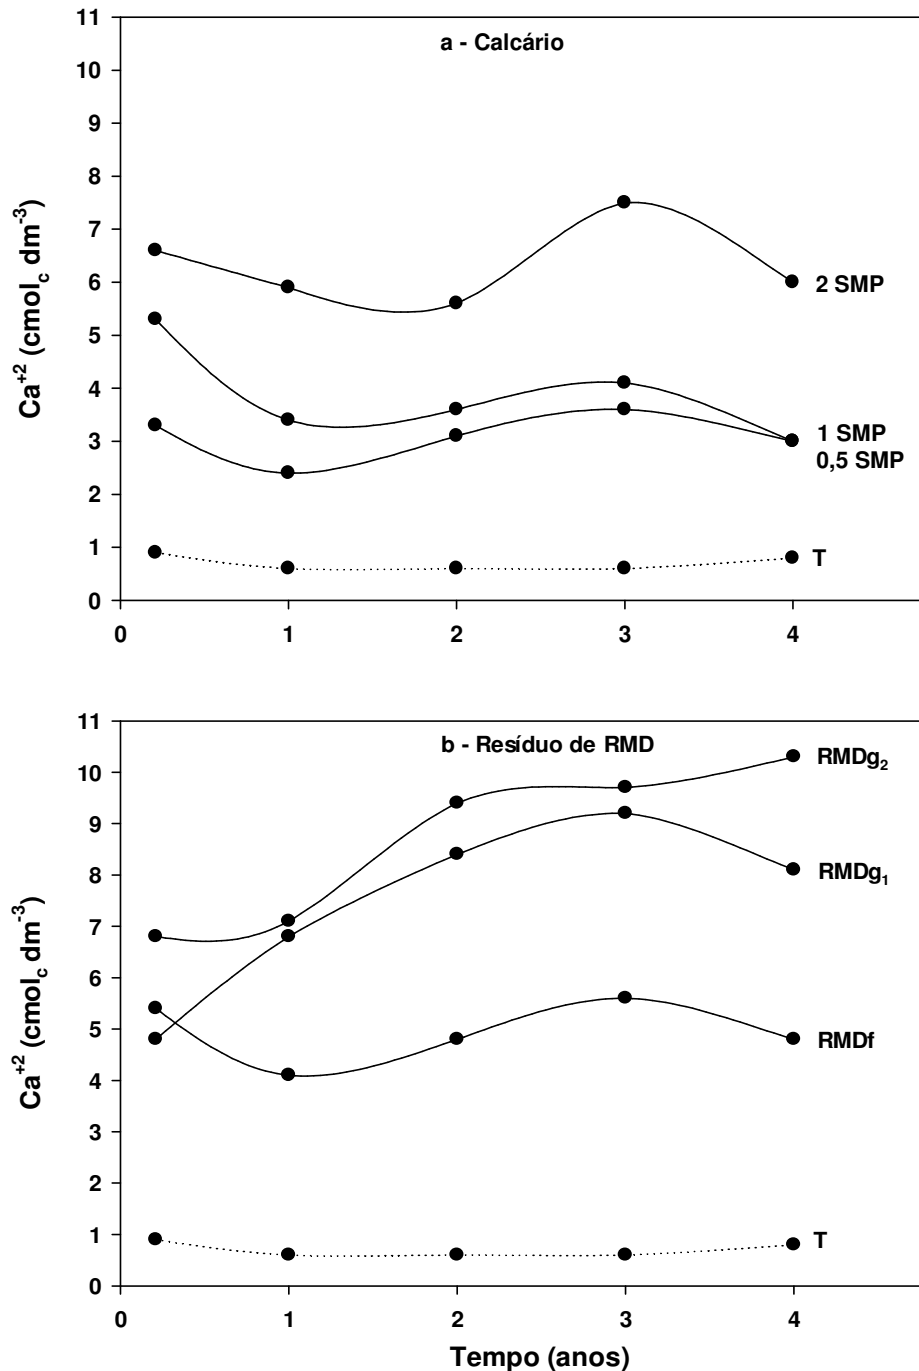 a - Calcário
11
10
9
8
7
6
5
4
3
2
1
0
Ca+2 (cmolc dm-3)
2 SMP
1 SMP
0,5 SMP
T
0 1 2 3 4
b - Resíduo de RMD
11
10
9
8
7
6
5
4
3
2
1
0
Ca+2 (cmolc dm-3)
RMDg2
RMDg1
RMDf
T
0 1 2 3 4
Tempo (anos)